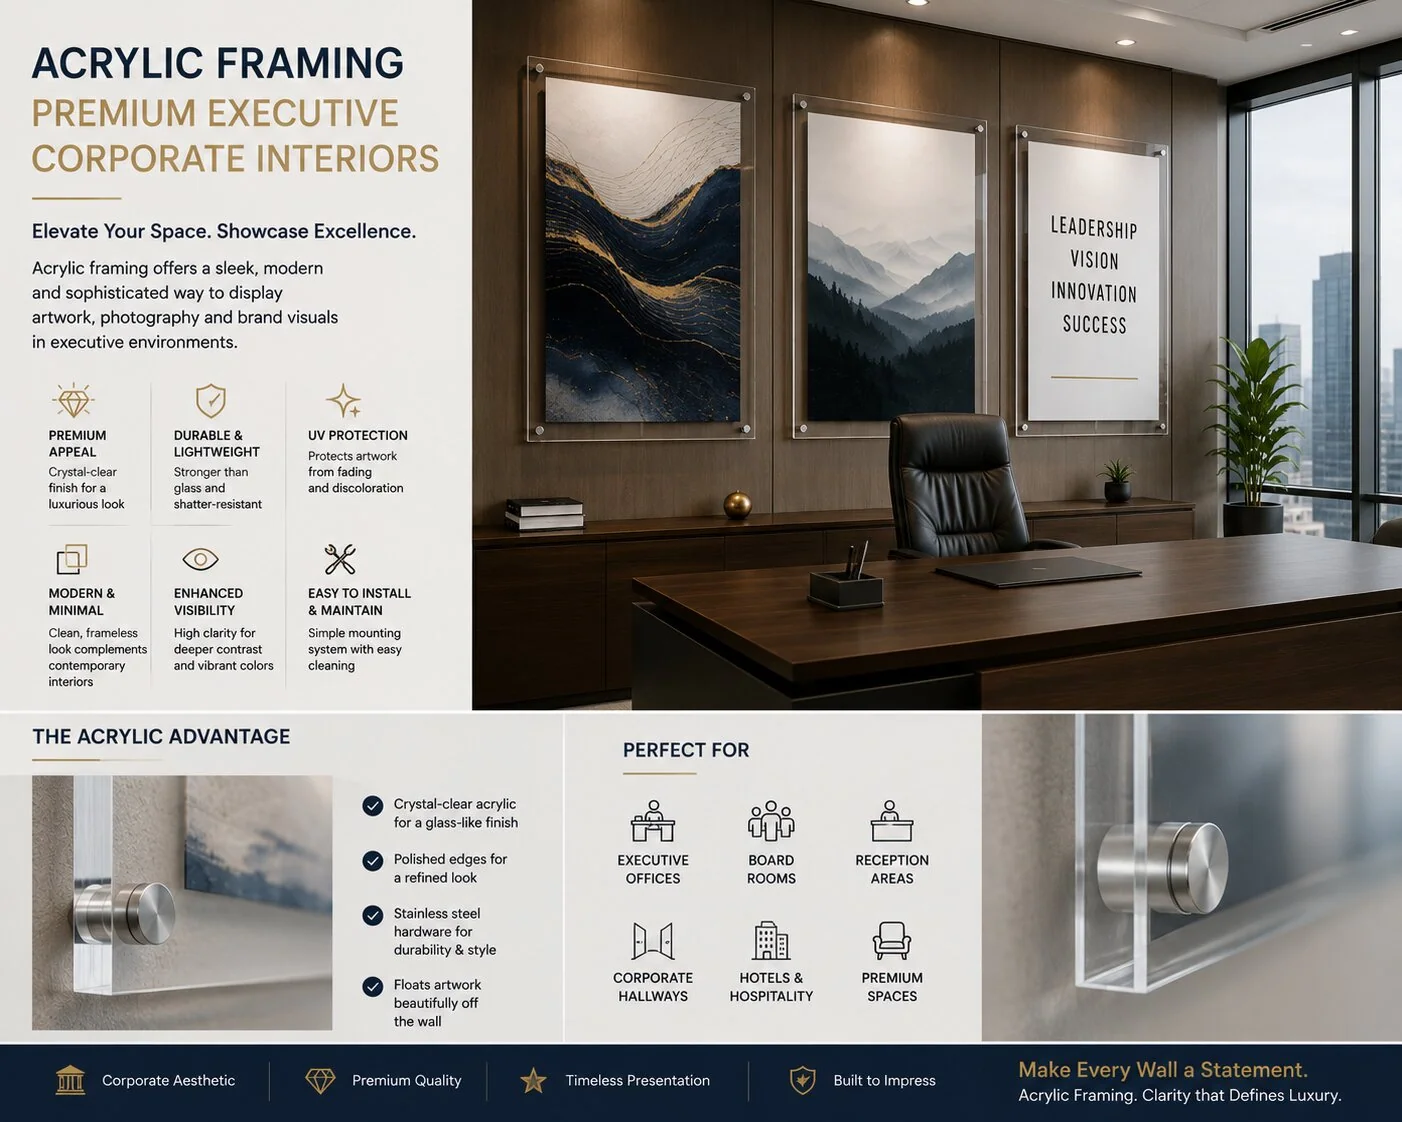 ACRYLIC FRAMING
PREMIUM EXECUTIVE
CORPORATE INTERIORS
Elevate Your Space. Showcase Excellence.
Acrylic framing offers a sleek, modern
and sophisticated way to display
artwork, photography and brand visuals
in executive environments.
PREMIUM
APPEAL
Crystal-clear
finish for a
luxurious look
DURABLE &
LIGHTWEIGHT
Stronger than
glass and
shatter-resistant
UV PROTECTION
Protects artwork
from fading
and discoloration
MODERN &
MINIMAL
Clean, frameless
look complements
contemporary
interiors
ENHANCED
VISIBILITY
High clarity for
deeper contrast
and vibrant colors
EASY TO INSTALL
& MAINTAIN
Simple mounting
system with easy
cleaning
LEADERSHIP
VISION
INNOVATION
SUCCESS
THE ACRYLIC ADVANTAGE
Crystal-clear acrylic
for a glass-like finish
Polished edges for
a refined look
Stainless steel
hardware for
durability & style
Floats artwork
beautifully off
the wall
PERFECT FOR
EXECUTIVE
OFFICES
BOARD
ROOMS
RECEPTION
AREAS
CORPORATE
HALLWAYS
HOTELS &
HOSPITALITY
PREMIUM
SPACES
Corporate Aesthetic
Premium Quality
Timeless Presentation
Built to Impress
Make Every Wall a Statement.
Acrylic Framing. Clarity that Defines Luxury.